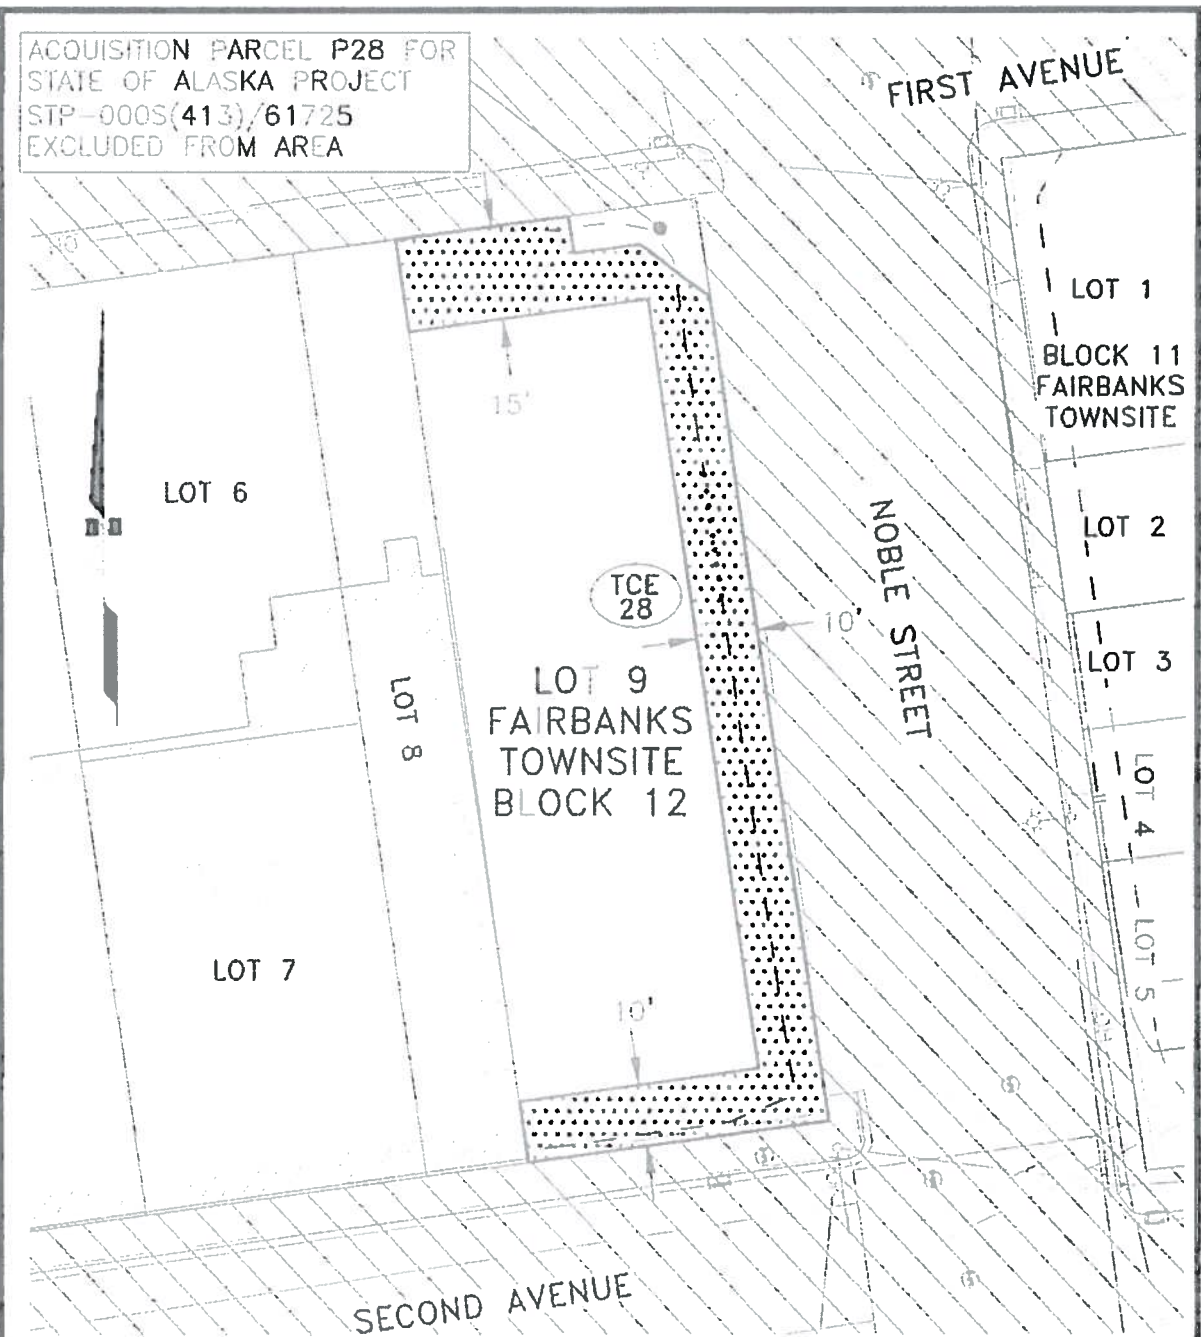 ACQUISITION PARCEL P28 FOR
STATE OF ALASKA PROJECT
STP-000S(413)/61725
EXCLUDED FROM AREA
FIRST AVENUE
LOT 1
BLOCK 11
FAIRBANKS
TOWNSITE
15'
LOT 6
LOT 2
NOBLE STREET
TCE
28
10'
LOT 3
LOT 8
LOT 9
FAIRBANKS
TOWNSITE
BLOCK 12
LOT 4
LOT 5
LOT 7
10'
SECOND AVENUE